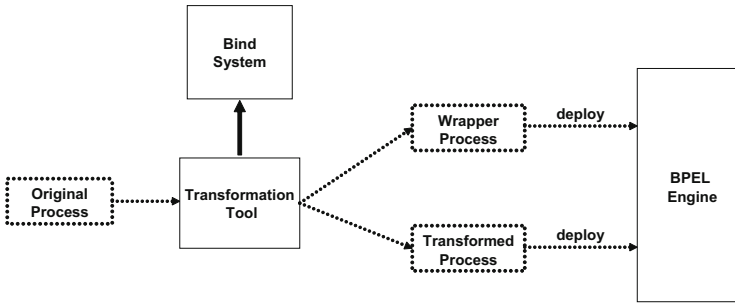 Bind
System
Original
Process
Transformation
Tool
Wrapper
Process
deploy
Transformed
Process
deploy
BPEL
Engine